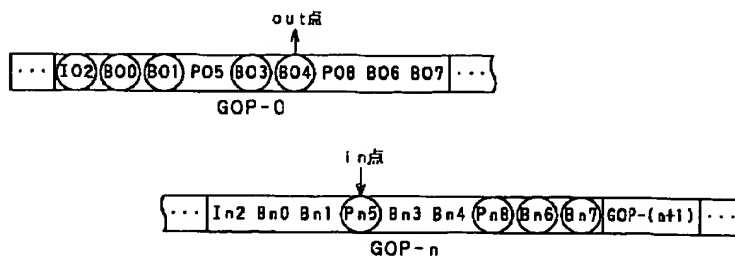 out点
··· I02 B00 B01 P05 B03 B04 P08 B06 B07 ···
GOP-0
in点
··· In2 Bn0 Bn1 Pn5 Bn3 Bn4 Pn8 Bn6 Bn7 GOP-(n+1) ···
GOP-n